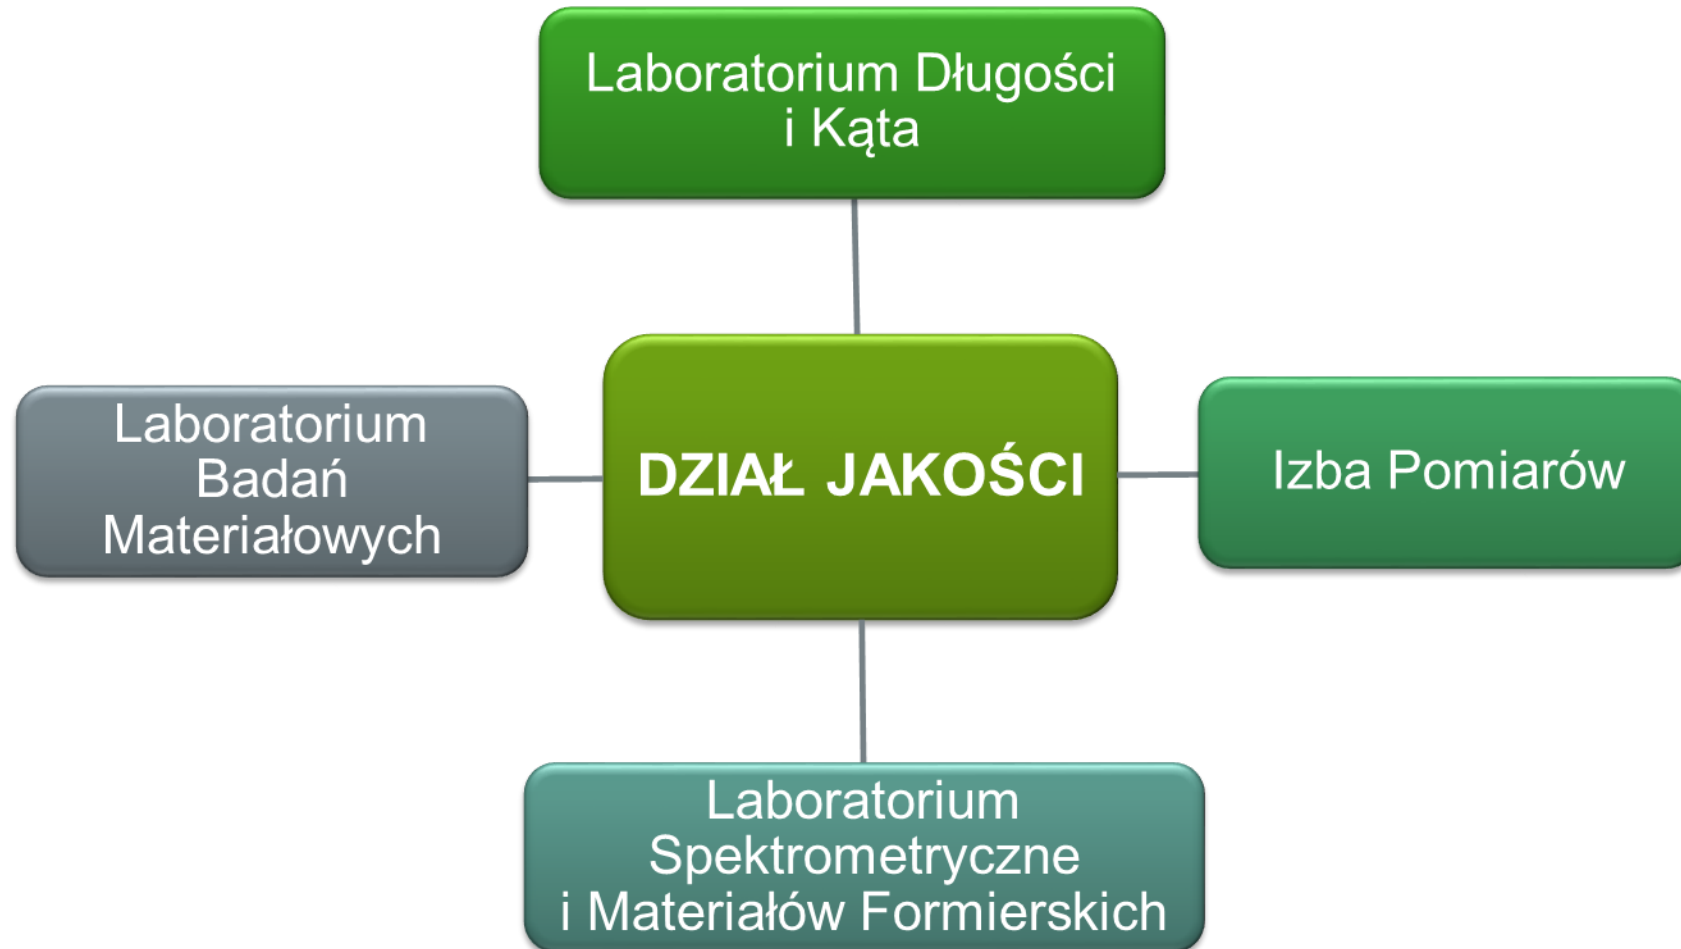 Laboratorium Długości
i Kąta
Laboratorium
Badań
Materiałowych
DZIAŁ JAKOŚCI
Izba Pomiarów
Laboratorium
Spektrometryczne
i Materiałów Formierskich